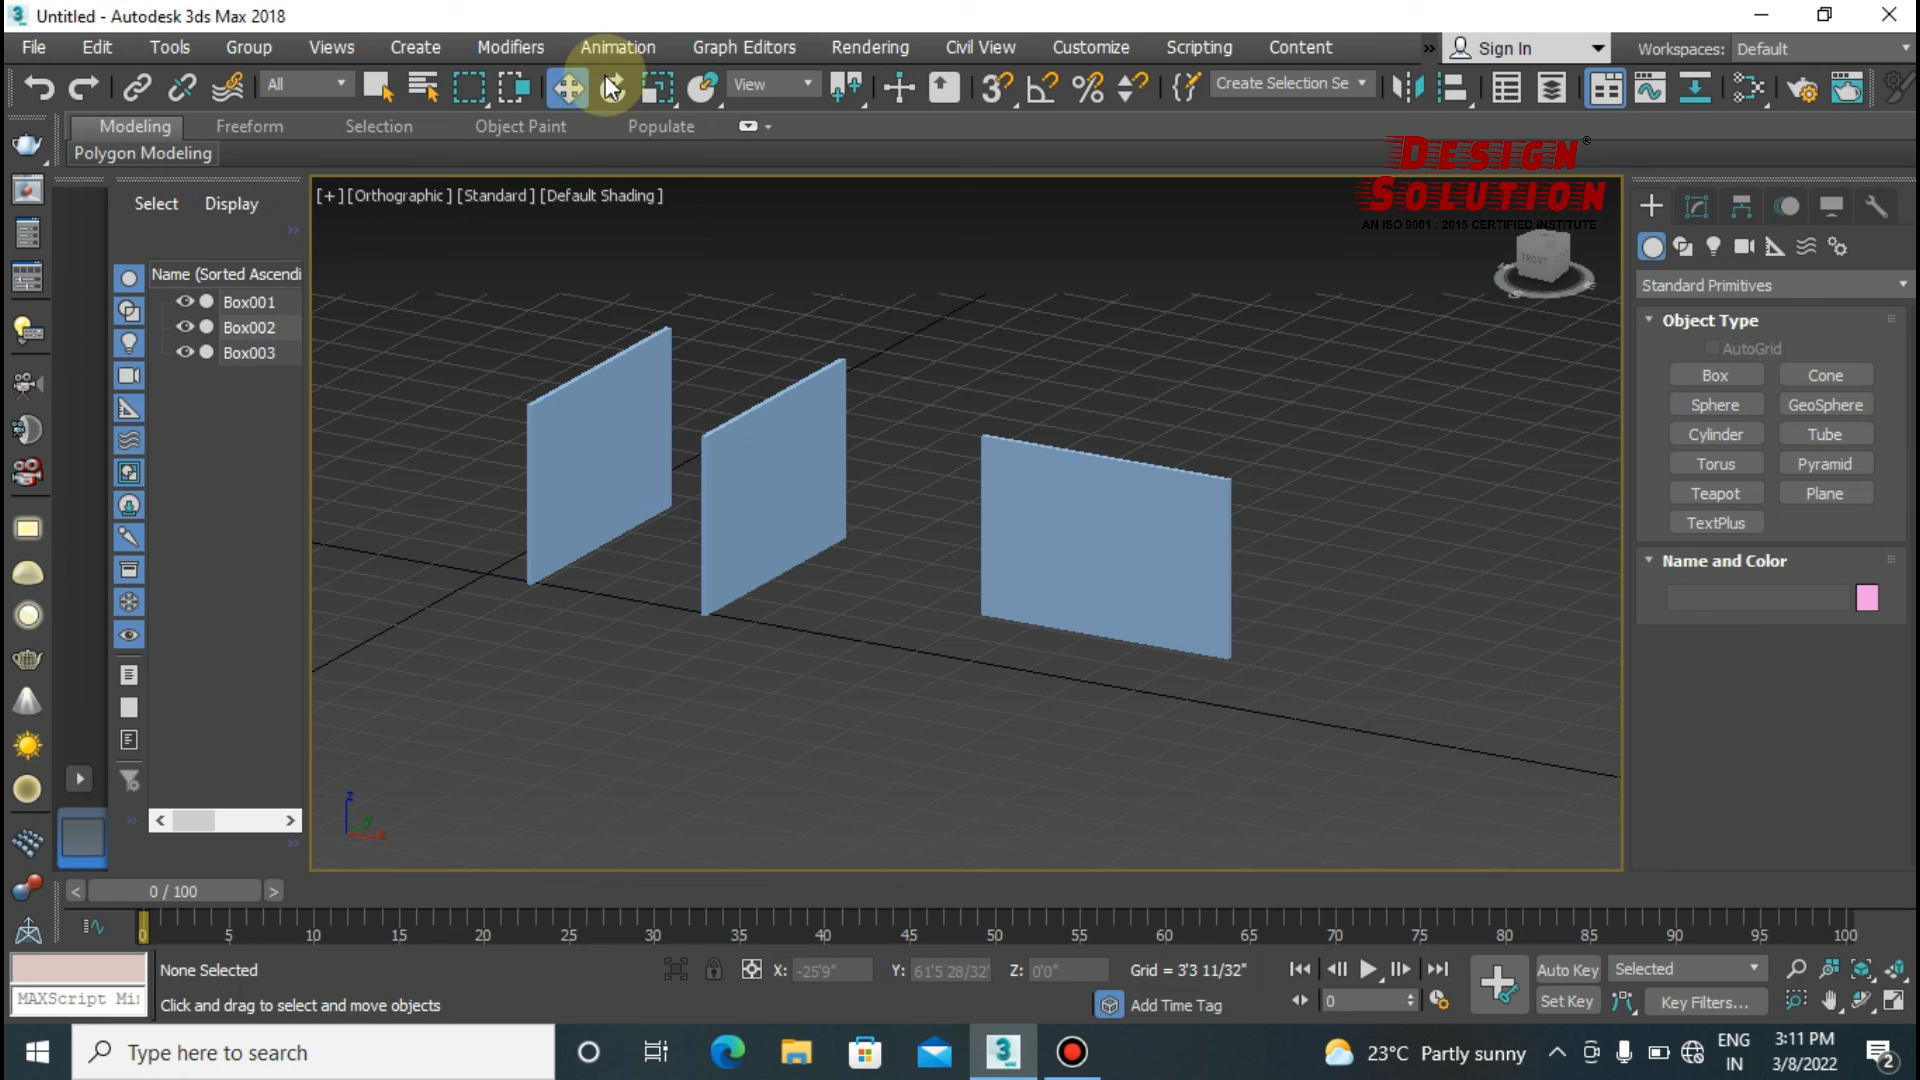 Untitled - Autodesk 3ds Max 2018
File Edit Tools Group Views Create Modifiers Animation Graph Editors Rendering Civil View Customize Scripting Content » Sign In Workspaces: Default
All View Create Selection Se
Modeling Freeform Selection Object Paint Populate
Polygon Modeling
DESIGN®
SOLUTION
AN ISO 9001 : 2015 CERTIFIED INSTITUTE
Select Display
[+] [Orthographic ] [Standard ] [Default Shading ]
FRONT
Name (Sorted Ascendi
Box001
Box002
Box003
Standard Primitives
Object Type
AutoGrid
Box Cone
Sphere GeoSphere
Cylinder Tube
Torus Pyramid
Teapot Plane
TextPlus
Name and Color
z
y
x
< 0 / 100 >
0 5 10 15 20 25 30 35 40 45 50 55 60 65 70 75 80 85 90 95 100
None Selected X: -25'9" Y: 61'5 28/32" Z: 0'0" Grid = 3'3 11/32" Auto Key Selected
MAXScript Mi Click and drag to select and move objects Add Time Tag 0 Set Key Key Filters...
Type here to search 23°C Partly sunny ENG IN 3:11 PM 3/8/2022 2